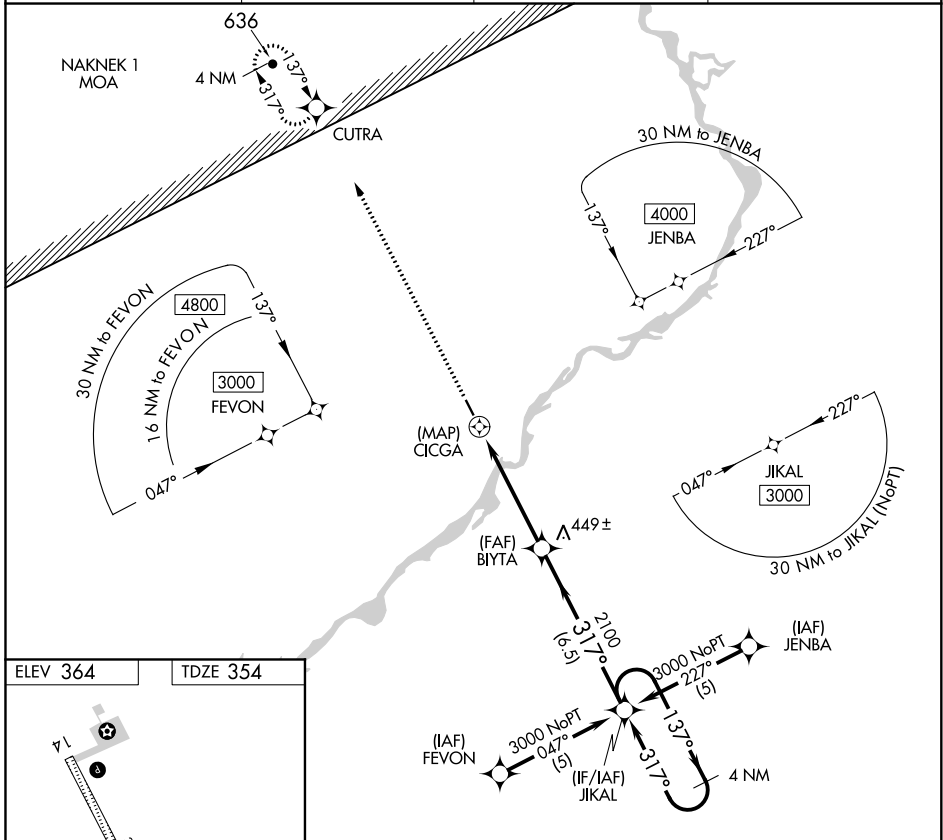 636
NAKNEK 1
MOA
4 NM
137°
317°
CUTRA
30 NM to JENBA
137°
4000
JENBA
227°
30 NM to FEVON
4800
137°
16 NM to FEVON
3000
FEVON
047°
(MAP)
CICGA
227°
047°
JIKAL
3000
30 NM to JIKAL (NoPT)
449±
(FAF)
BIYTA
2100
317°
(6.5)
(IAF)
JENBA
3000 NoPT
227°
(5)
3000 NoPT
047°
(5)
(IAF)
FEVON
(IF/IAF)
JIKAL
137°
317°
4 NM
ELEV 364
TDZE 354
14
P